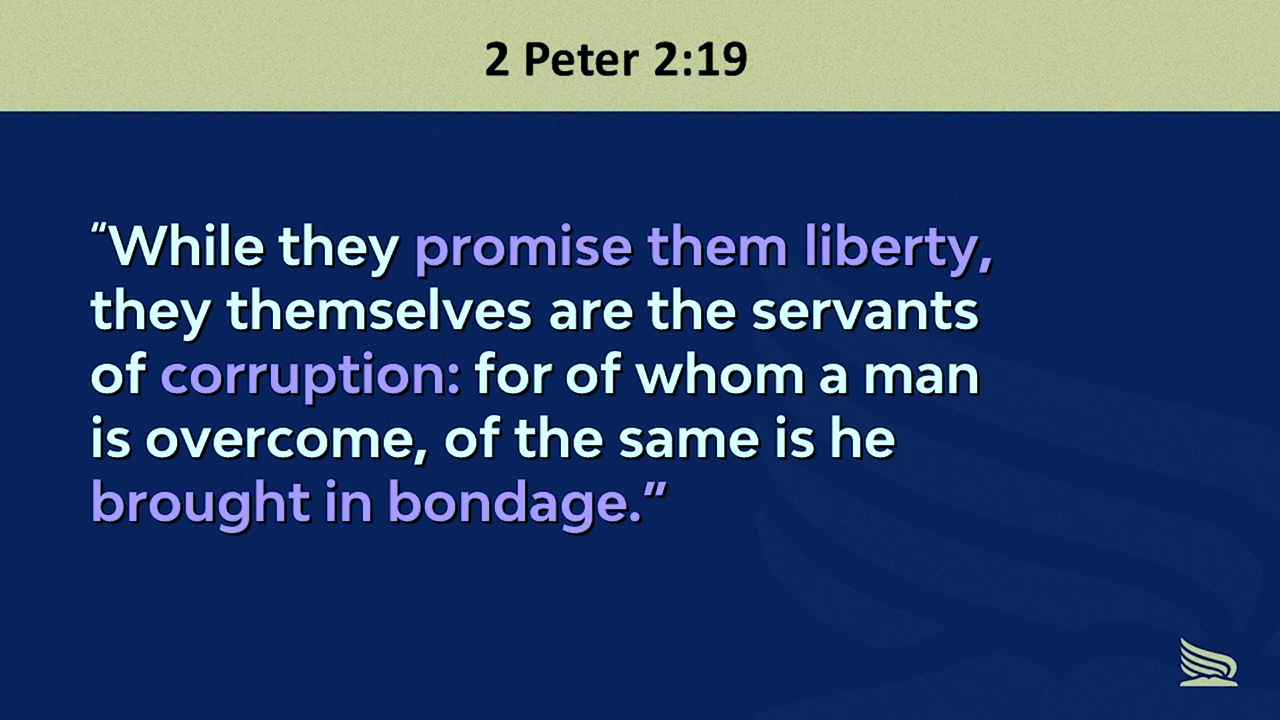 2 Peter 2:19
“While they promise them liberty,
they themselves are the servants
of corruption: for of whom a man
is overcome, of the same is he
brought in bondage.”